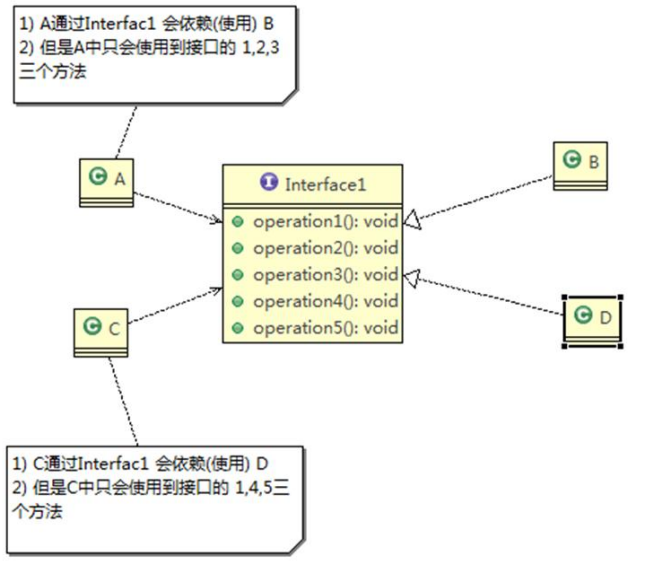 1) A通过Interfac1 会依赖(使用) B
2) 但是A中只会使用到接口的 1,2,3
三个方法
C A
I Interface1
operation1(): void
operation2(): void
operation3(): void
operation4(): void
operation5(): void
C B
C D
C C
1) C通过Interfac1 会依赖(使用) D
2) 但是C中只会使用到接口的 1,4,5三
个方法